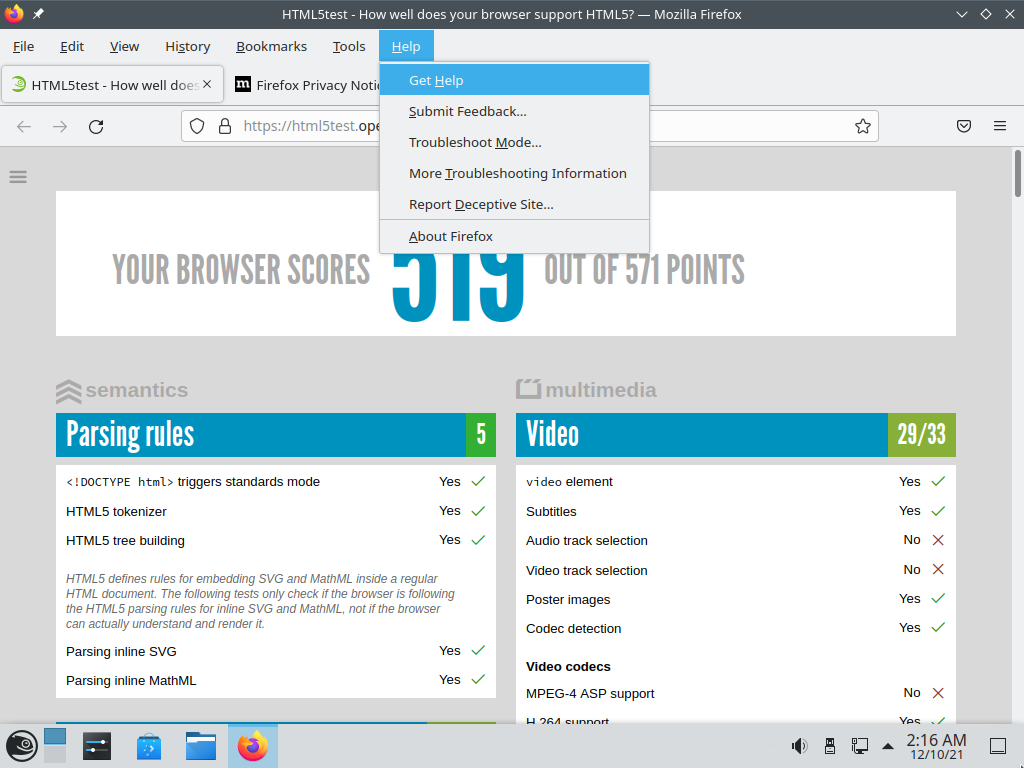 HTML5test - How well does your browser support HTML5? — Mozilla Firefox
File Edit View History Bookmarks Tools Help
HTML5test - How well does
Firefox Privacy Notic
https://html5test.ope
Get Help
Submit Feedback...
Troubleshoot Mode...
More Troubleshooting Information
Report Deceptive Site...
About Firefox
YOUR BROWSER SCORES 519 OUT OF 571 POINTS
semantics
Parsing rules 5
<!DOCTYPE html> triggers standards mode Yes
HTML5 tokenizer Yes
HTML5 tree building Yes
HTML5 defines rules for embedding SVG and MathML inside a regular
HTML document. The following tests only check if the browser is following
the HTML5 parsing rules for inline SVG and MathML, not if the browser
can actually understand and render it.
Parsing inline SVG Yes
Parsing inline MathML Yes
multimedia
Video 29/33
video element Yes
Subtitles Yes
Audio track selection No
Video track selection No
Poster images Yes
Codec detection Yes
Video codecs
MPEG-4 ASP support No
H.264 support Yes
2:16 AM
12/10/21